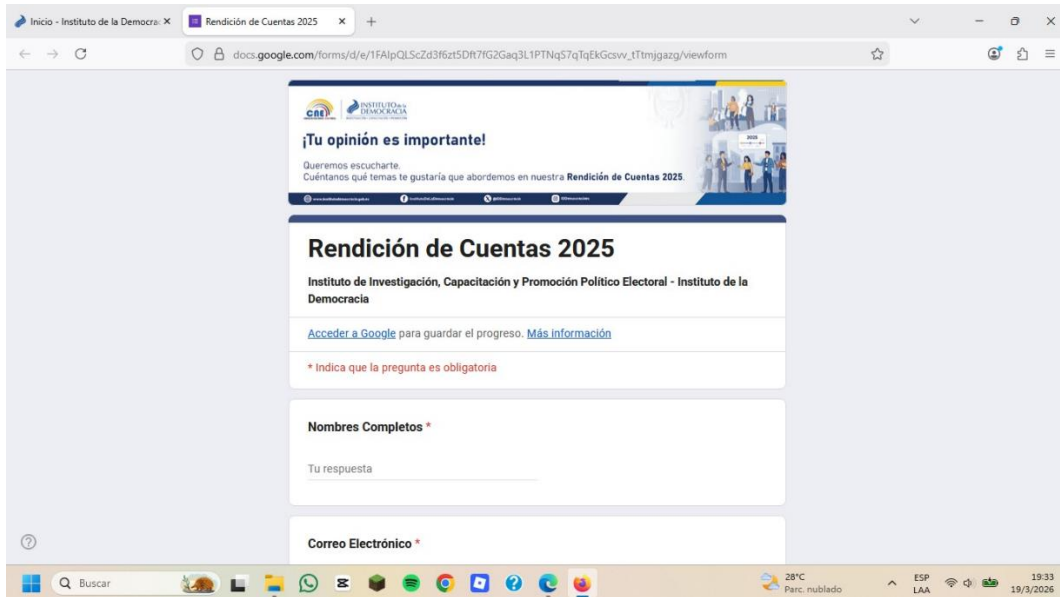 Inicio - Instituto de la Democra
Rendición de Cuentas 2025
docs.google.com/forms/d/e/1FAIpQLScZd3f6zt5Dft7fG2Gaq3L1PTNqS7qTqEkGcsvv_tTtmjgazg/viewform
cne INSTITUTO de la DEMOCRACIA
¡Tu opinión es importante!
Queremos escucharte.
Cuéntanos qué temas te gustaría que abordemos en nuestra Rendición de Cuentas 2025.
2025
Rendición de Cuentas 2025
Instituto de Investigación, Capacitación y Promoción Político Electoral - Instituto de la
Democracia
Acceder a Google para guardar el progreso. Más información
* Indica que la pregunta es obligatoria
Nombres Completos *
Tu respuesta
Correo Electrónico *
Buscar
28°C
Parc. nublado
ESP
LAA
19:33
19/3/2026